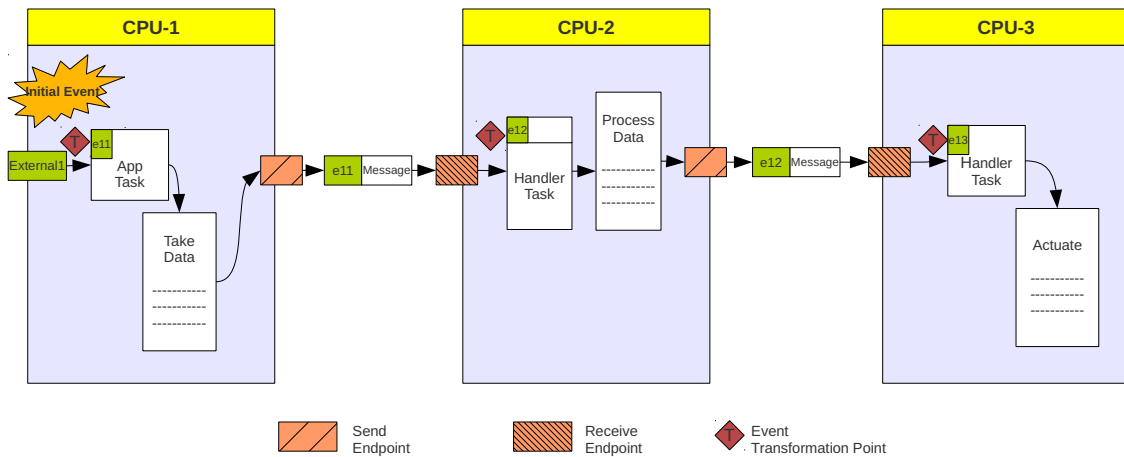 CPU-1
CPU-2
CPU-3
Initial Event
External1
T
e11
App
Task
Take
Data
-----------
-----------
-----------
e11
Message
T
e12
Handler
Task
Process
Data
-----------
-----------
-----------
e12
Message
T
e13
Handler
Task
Actuate
-----------
-----------
-----------
Send
Endpoint
Receive
Endpoint
T
Event
Transformation Point